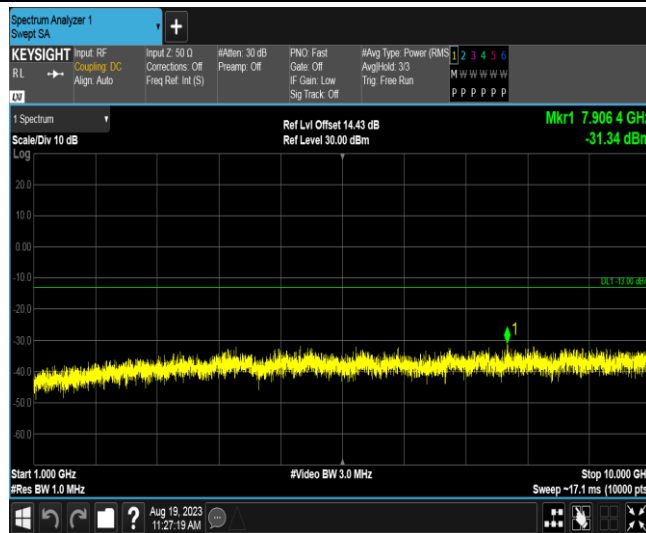 Spectrum Analyzer 1
Swept SA
+
KEYSIGHT
RL
Input: RF
Coupling: DC
Align: Auto
Input Z: 50 Ω
Corrections: Off
Freq Ref: Int (S)
#Atten: 30 dB
Preamp: Off
PNO: Fast
Gate: Off
IF Gain: Low
Sig Track: Off
#Avg Type: Power (RMS
Avg|Hold: 3/3
Trig: Free Run
1 2 3 4 5 6
M W W W W W
P P P P P P
1 Spectrum
Scale/Div 10 dB
Log
Ref Lvl Offset 14.43 dB
Ref Level 30.00 dBm
Mkr1 7.906 4 GHz
-31.34 dBm
20.0
10.0
0.00
-10.0
DL1 -13.00 dBm
-20.0
-30.0
1
-40.0
-50.0
-60.0
Start 1.000 GHz
#Res BW 1.0 MHz
#Video BW 3.0 MHz
Stop 10.000 GHz
Sweep ~17.1 ms (10000 pts
?
Aug 19, 2023
11:27:19 AM